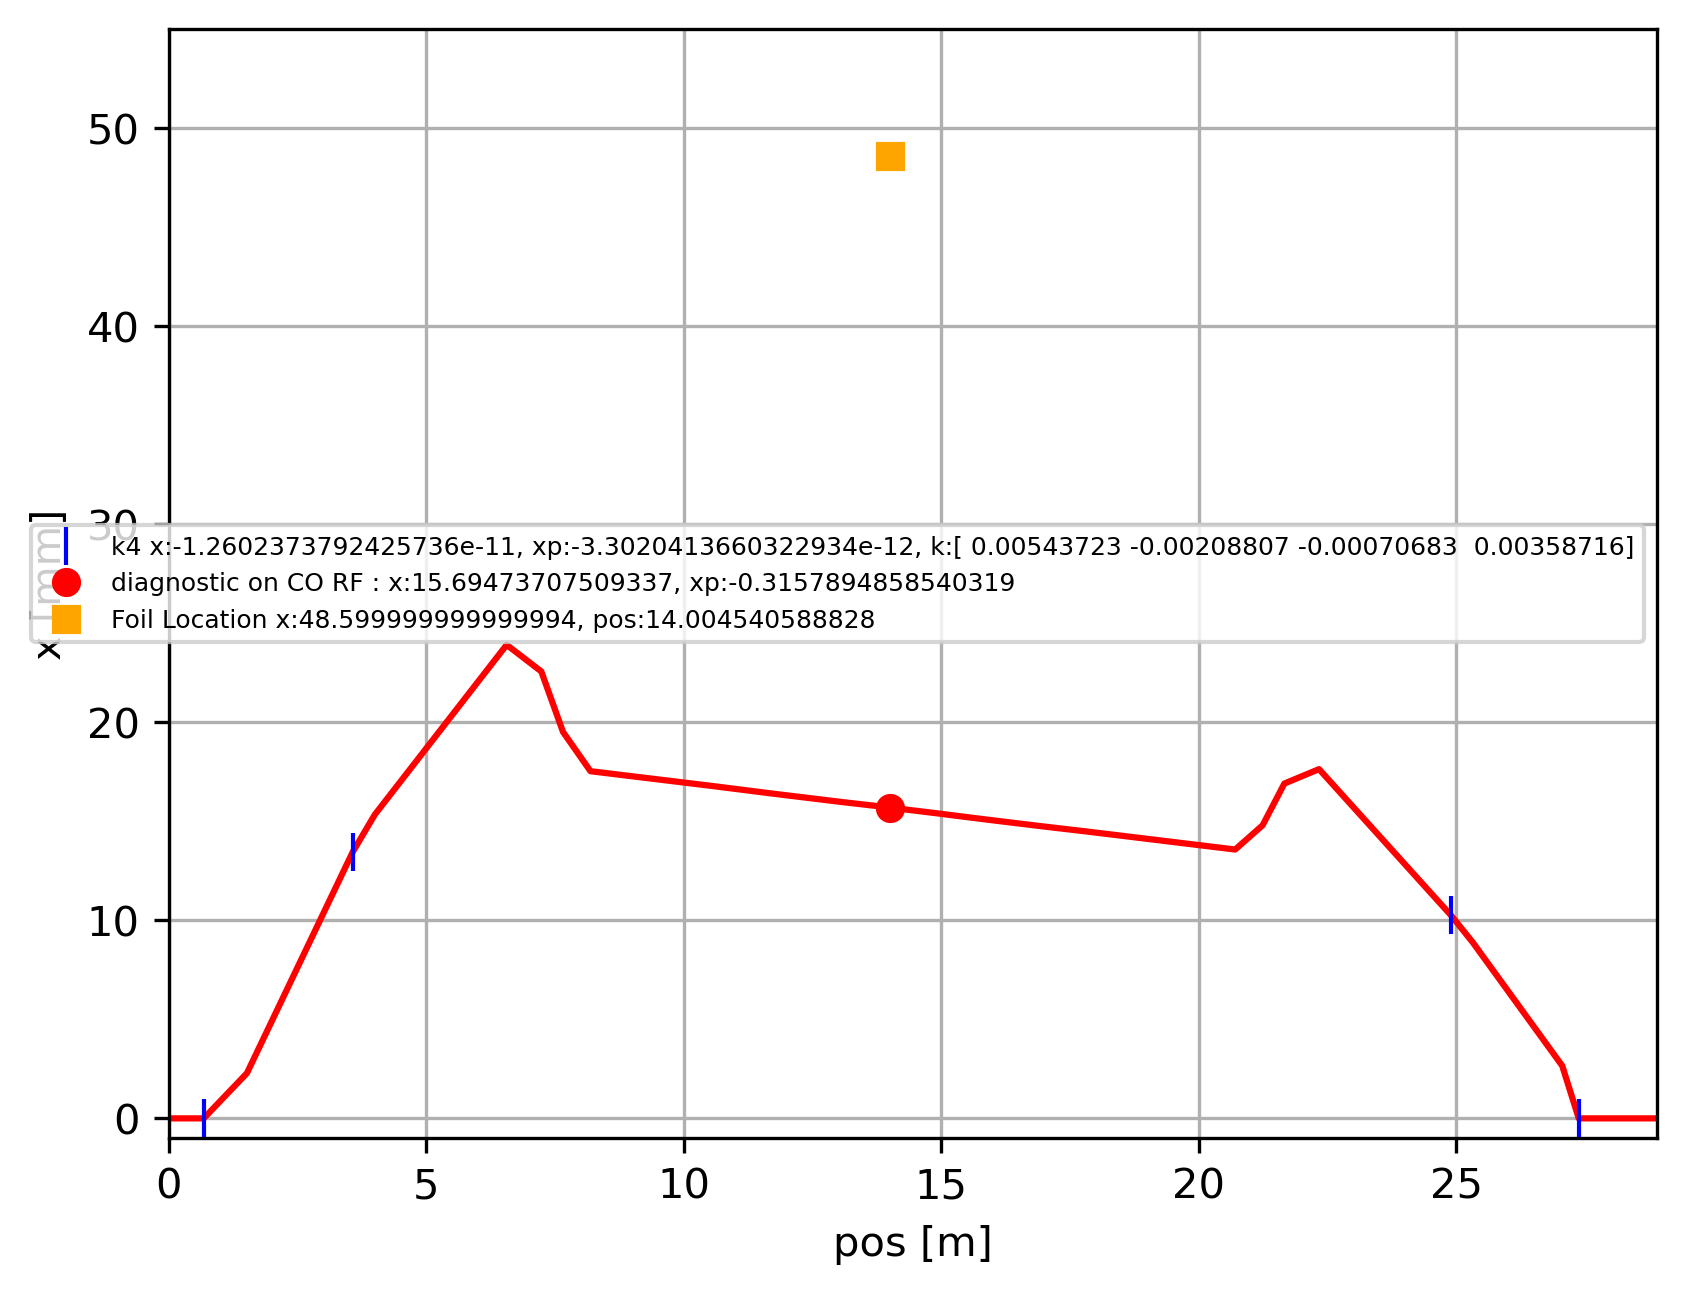 50
40
30
20
10
0
x [mm]
k4 x:-1.2602373792425736e-11, xp:-3.3020413660322934e-12, k:[ 0.00543723 -0.00208807 -0.00070683  0.00358716]
diagnostic on CO RF : x:15.69473707509337, xp:-0.3157894858540319
Foil Location x:48.599999999999994, pos:14.004540588828
0 5 10 15 20 25
pos [m]